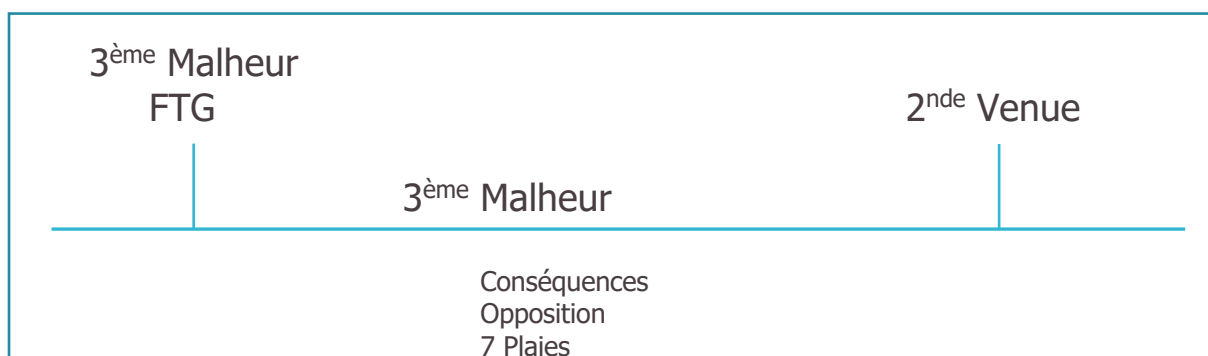 3ème Malheur
FTG
2nde Venue
3ème Malheur
Conséquences
Opposition
7 Plaies